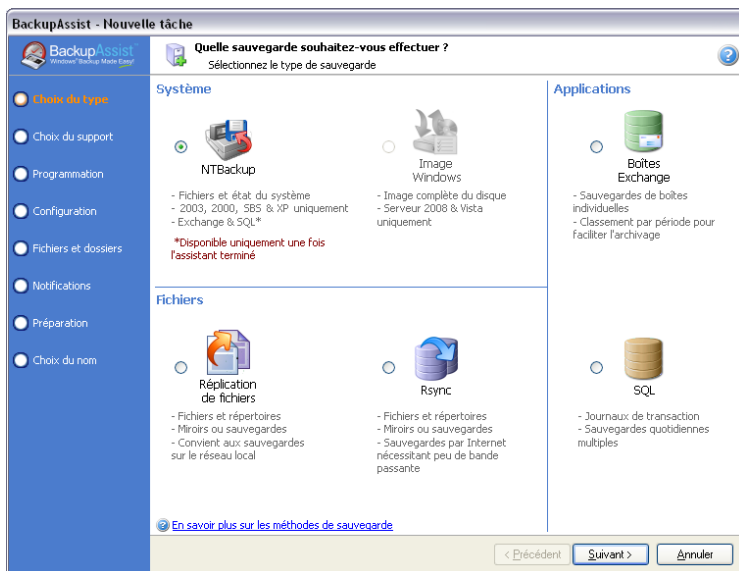 BackupAssist - Nouvelle tâche
BackupAssist™
Windows® Backup Made Easy!
Quelle sauvegarde souhaitez-vous effectuer ?
Sélectionnez le type de sauvegarde
Choix du type
Choix du support
Programmation
Configuration
Fichiers et dossiers
Notifications
Préparation
Choix du nom
Système
NTBackup
- Fichiers et état du système
- 2003, 2000, SBS & XP uniquement
- Exchange & SQL*
*Disponible uniquement une fois
l'assistant terminé
Image
Windows
- Image complète du disque
- Serveur 2008 & Vista
uniquement
Applications
Boîtes
Exchange
- Sauvegardes de boîtes
individuelles
- Classement par période pour
faciliter l'archivage
Fichiers
Réplication
de fichiers
- Fichiers et répertoires
- Miroirs ou sauvegardes
- Convient aux sauvegardes
sur le réseau local
Rsync
- Fichiers et répertoires
- Miroirs ou sauvegardes
- Sauvegardes par Internet
nécessitant peu de bande
passante
SQL
- Journaux de transaction
- Sauvegardes quotidiennes
multiples
En savoir plus sur les méthodes de sauvegarde
< Précédent
Suivant >
Annuler